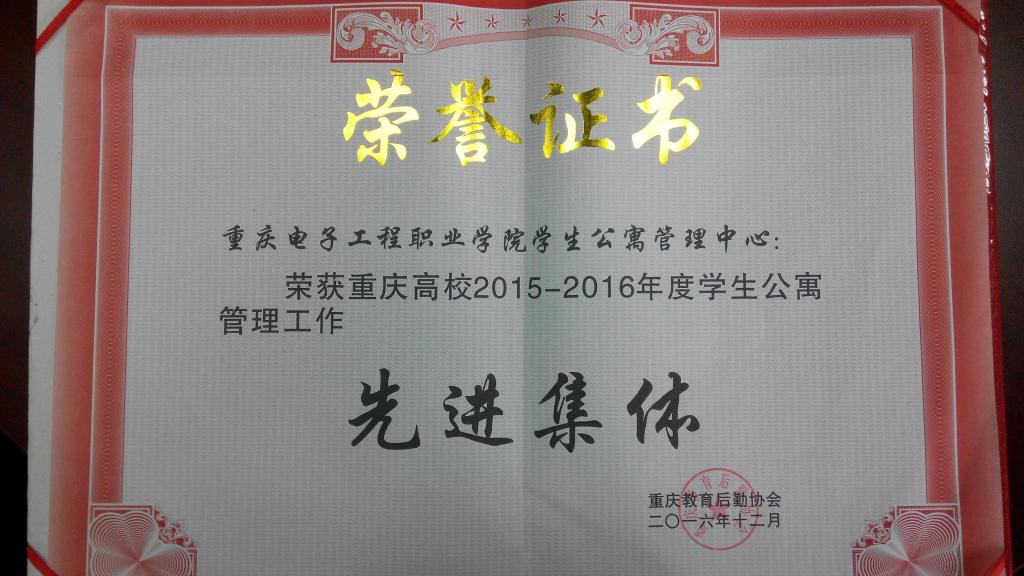 荣誉证书
重庆电子工程职业学院学生公寓管理中心:
荣获重庆高校2015-2016年度学生公寓
管理工作
先进集体
重庆教育后勤协会
二〇一六年十二月